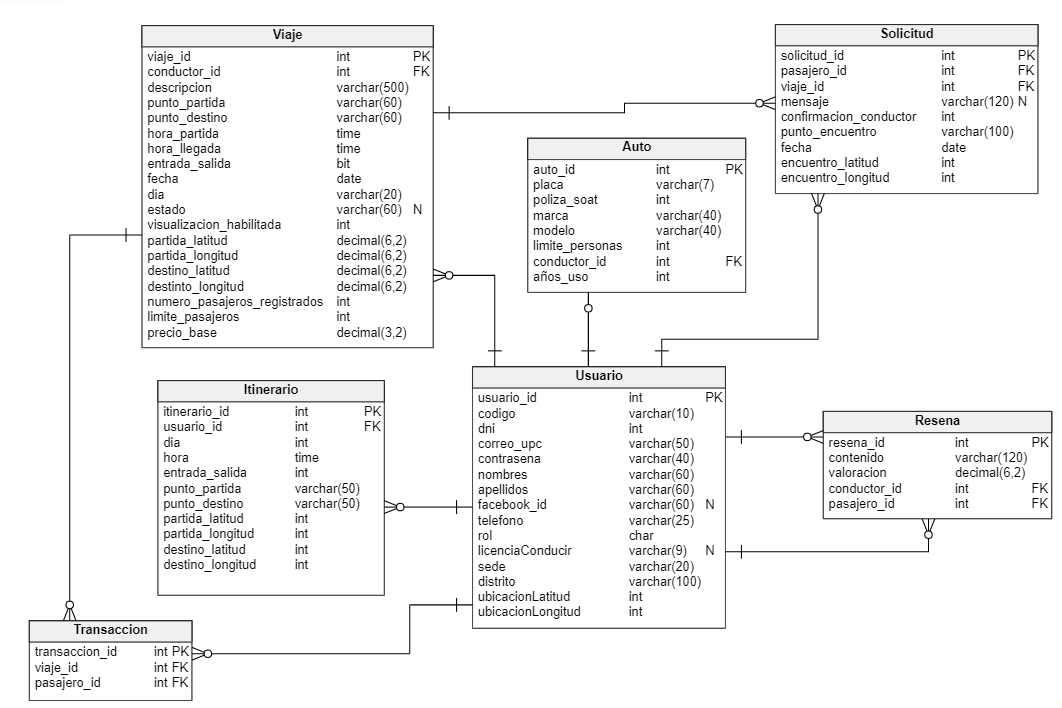 Viaje
viaje_id int PK
conductor_id int FK
descripcion varchar(500)
punto_partida varchar(60)
punto_destino varchar(60)
hora_partida time
hora_llegada time
entrada_salida bit
fecha date
dia varchar(20)
estado varchar(60) N
visualizacion_habilitada int
partida_latitud decimal(6,2)
partida_longitud decimal(6,2)
destino_latitud decimal(6,2)
destinto_longitud decimal(6,2)
numero_pasajeros_registrados int
limite_pasajeros int
precio_base decimal(3,2)
Solicitud
solicitud_id int PK
pasajero_id int FK
viaje_id int FK
mensaje varchar(120) N
confirmacion_conductor int
punto_encuentro varchar(100)
fecha date
encuentro_latitud int
encuentro_longitud int
Auto
auto_id int PK
placa varchar(7)
poliza_soat int
marca varchar(40)
modelo varchar(40)
limite_personas int
conductor_id int FK
años_uso int
Itinerario
itinerario_id int PK
usuario_id int FK
dia int
hora time
entrada_salida int
punto_partida varchar(50)
punto_destino varchar(50)
partida_latitud int
partida_longitud int
destino_latitud int
destino_longitud int
Usuario
usuario_id int PK
codigo varchar(10)
dni int
correo_upc varchar(50)
contrasena varchar(40)
nombres varchar(60)
apellidos varchar(60)
facebook_id varchar(60) N
telefono varchar(25)
rol char
licenciaConducir varchar(9) N
sede varchar(20)
distrito varchar(100)
ubicacionLatitud int
ubicacionLongitud int
Resena
resena_id int PK
contenido varchar(120)
valoracion decimal(6,2)
conductor_id int FK
pasajero_id int FK
Transaccion
transaccion_id int PK
viaje_id int FK
pasajero_id int FK